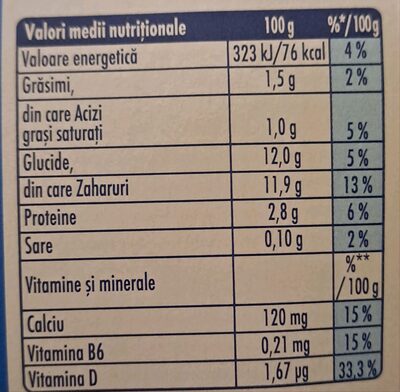 Valori medii nutriționale 100 g %*/100g
Valoare energetică 323 kJ/76 kcal 4 %
Grăsimi, 1,5 g 2 %
din care Acizi
grași saturați 1,0 g 5 %
Glucide, 12,0 g 5 %
din care Zaharuri 11,9 g 13 %
Proteine 2,8 g 6 %
Sare 0,10 g 2 %
%**
Vitamine și minerale /100 g
Calciu 120 mg 15 %
Vitamina B6 0,21 mg 15 %
Vitamina D 1,67 µg 33,3 %